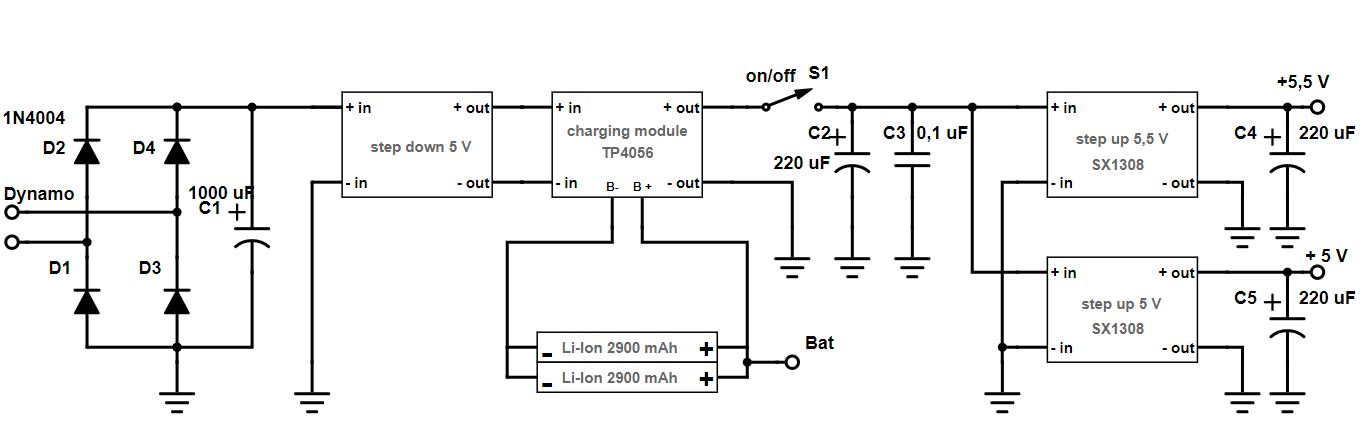 on/off S1
+5,5 V
1N4004
D2 D4
Dynamo
D1 D3
1000 uF
C1
+ in + out
step down 5 V
- in - out
+ in + out
charging module
TP4056
- in B- B + - out
- Li-Ion 2900 mAh +
- Li-Ion 2900 mAh +
Bat
C2
220 uF
C3 0,1 uF
+ in + out
step up 5,5 V
SX1308
- in - out
C4 220 uF
+ 5 V
+ in + out
step up 5 V
SX1308
- in - out
C5 220 uF